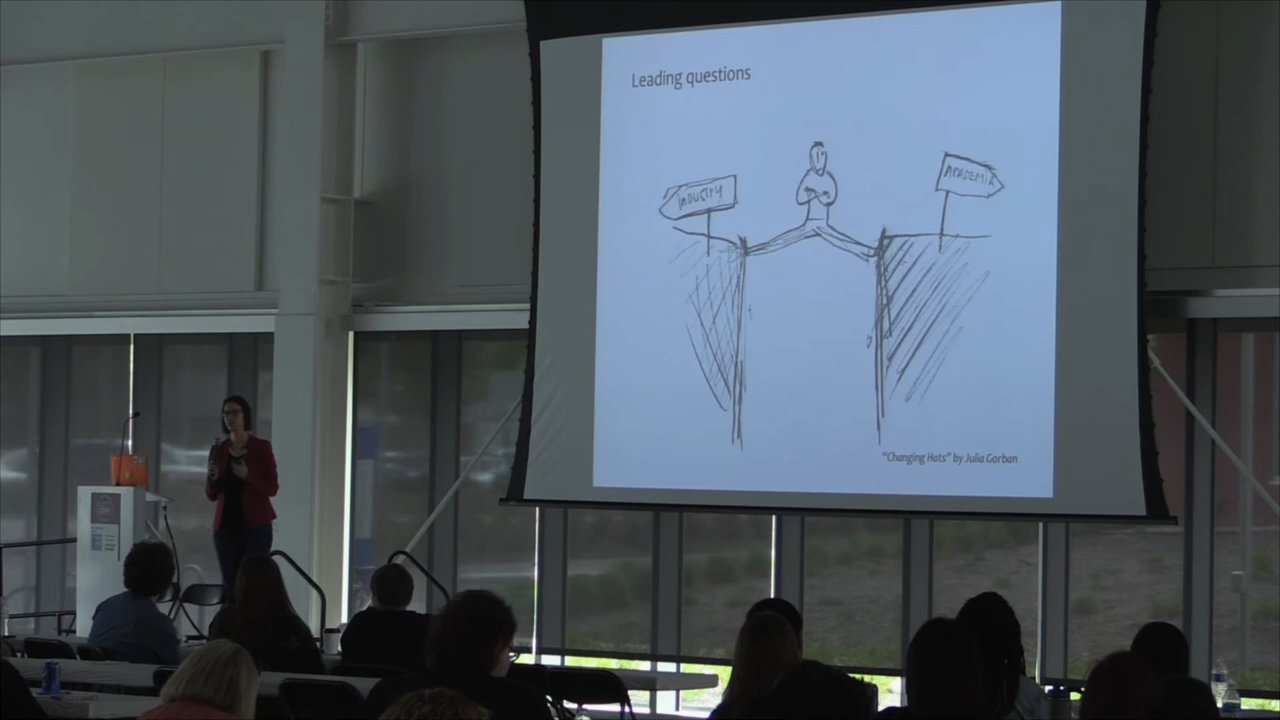 Leading questions
INDUSTRY
ACADEMIA
"Changing Hats" by Julia Gorban